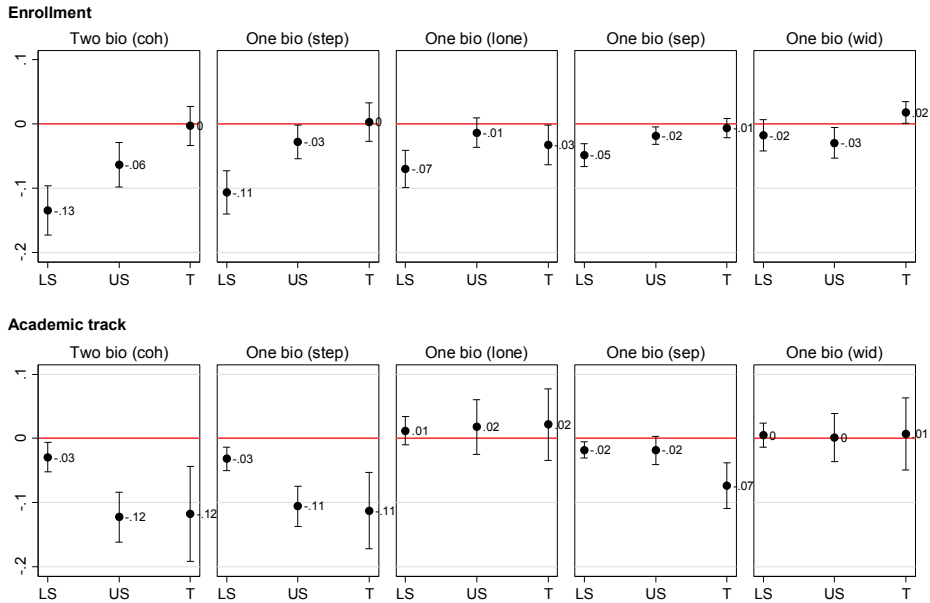 Enrollment
Two bio (coh) One bio (step) One bio (lone) One bio (sep) One bio (wid)
.1
0
-.1
-.2
-.13 -.06 0
-.11 -.03 0
-.07 -.01 -.03
-.05 -.02 -.01
-.02 -.03 .02
LS US T LS US T LS US T LS US T LS US T
Academic track
Two bio (coh) One bio (step) One bio (lone) One bio (sep) One bio (wid)
.1
0
-.1
-.2
-.03 -.12 -.12
-.03 -.11 -.11
.01 .02 .02
-.02 -.02 -.07
0 0 .01
LS US T LS US T LS US T LS US T LS US T